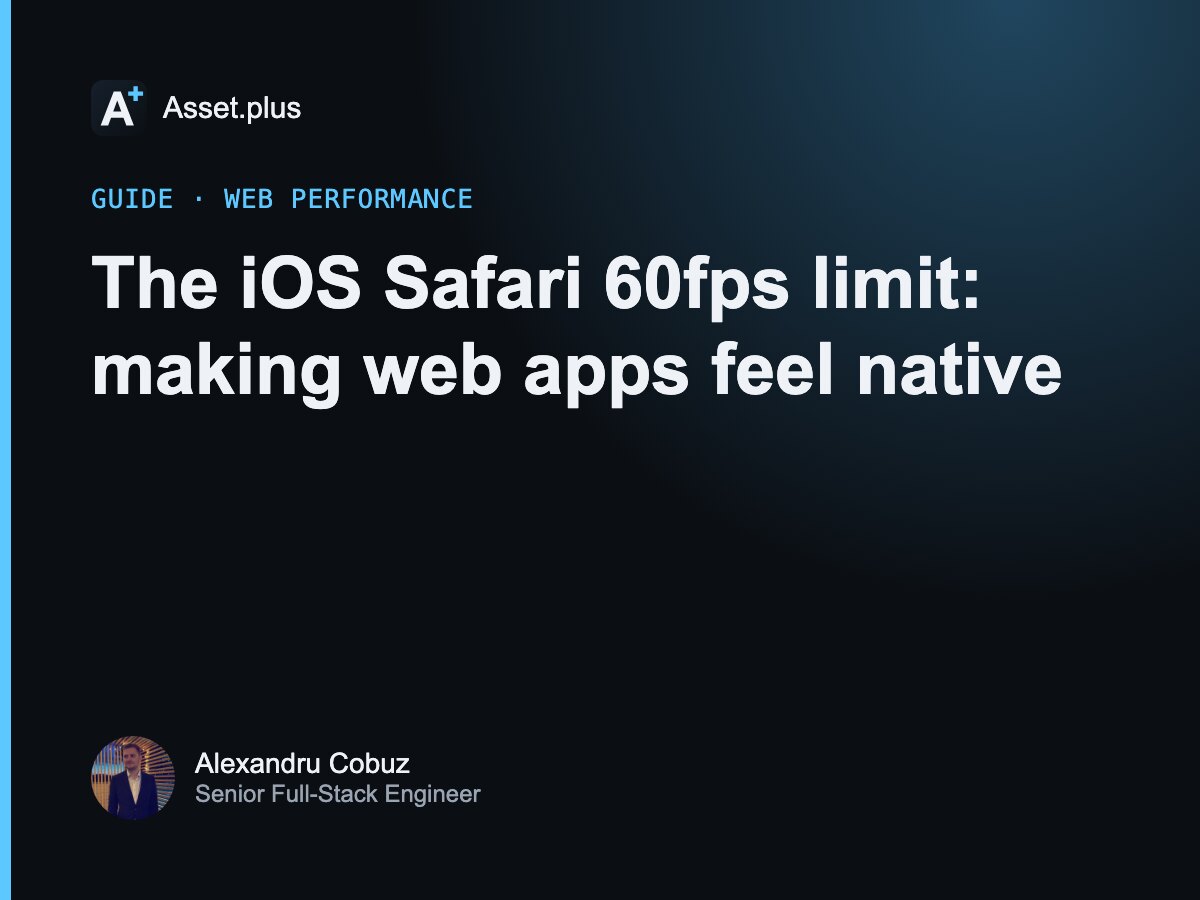 A+ Asset.plus
GUIDE · WEB PERFORMANCE
The iOS Safari 60fps limit:
making web apps feel native
Alexandru Cobuz
Senior Full-Stack Engineer